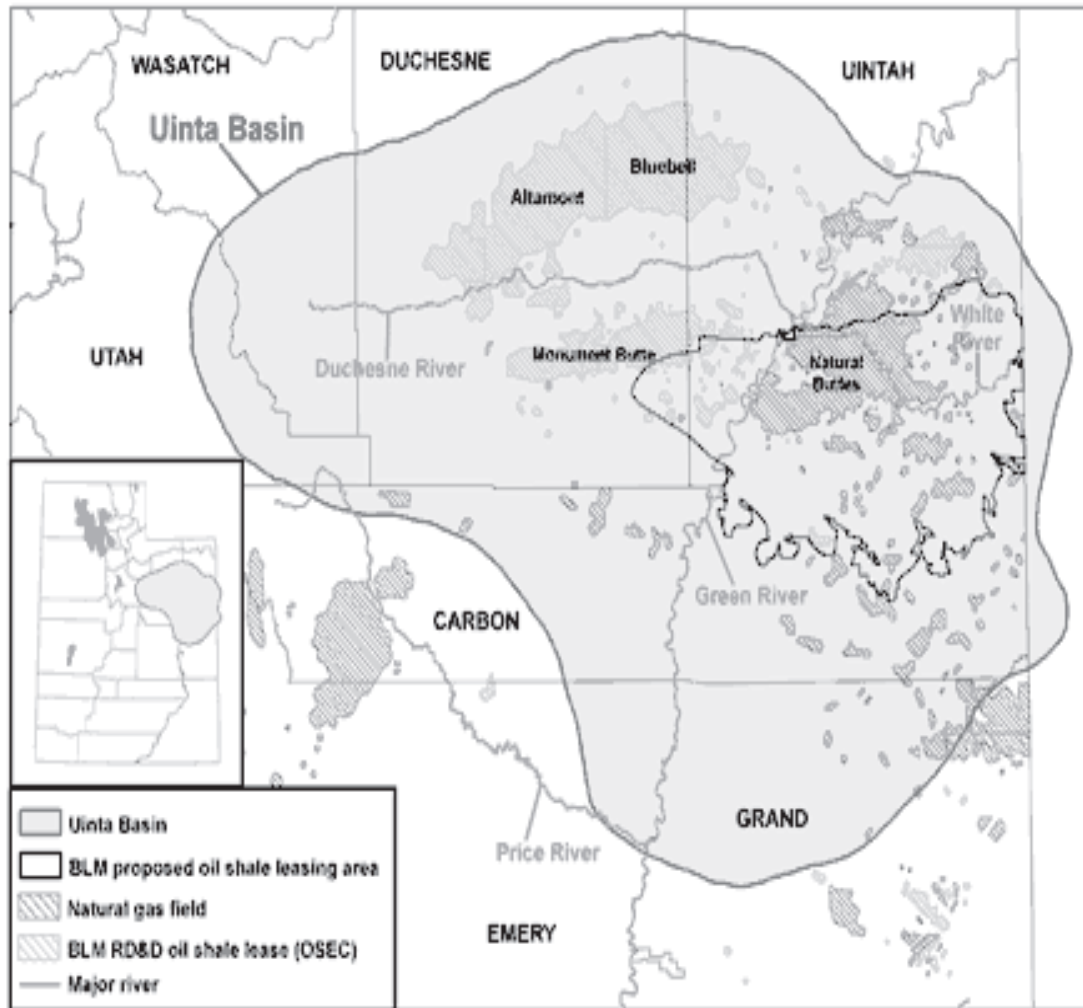 WASATCH
DUCHESNE
UINTAH
Uinta Basin
Bluebell
Altamont
White
River
UTAH
Duchesne River
Monument Butte
Natural
Buttes
Green River
CARBON
GRAND
Price River
EMERY
Uinta Basin
BLM proposed oil shale leasing area
Natural gas field
BLM RD&D oil shale lease (OSEC)
Major river